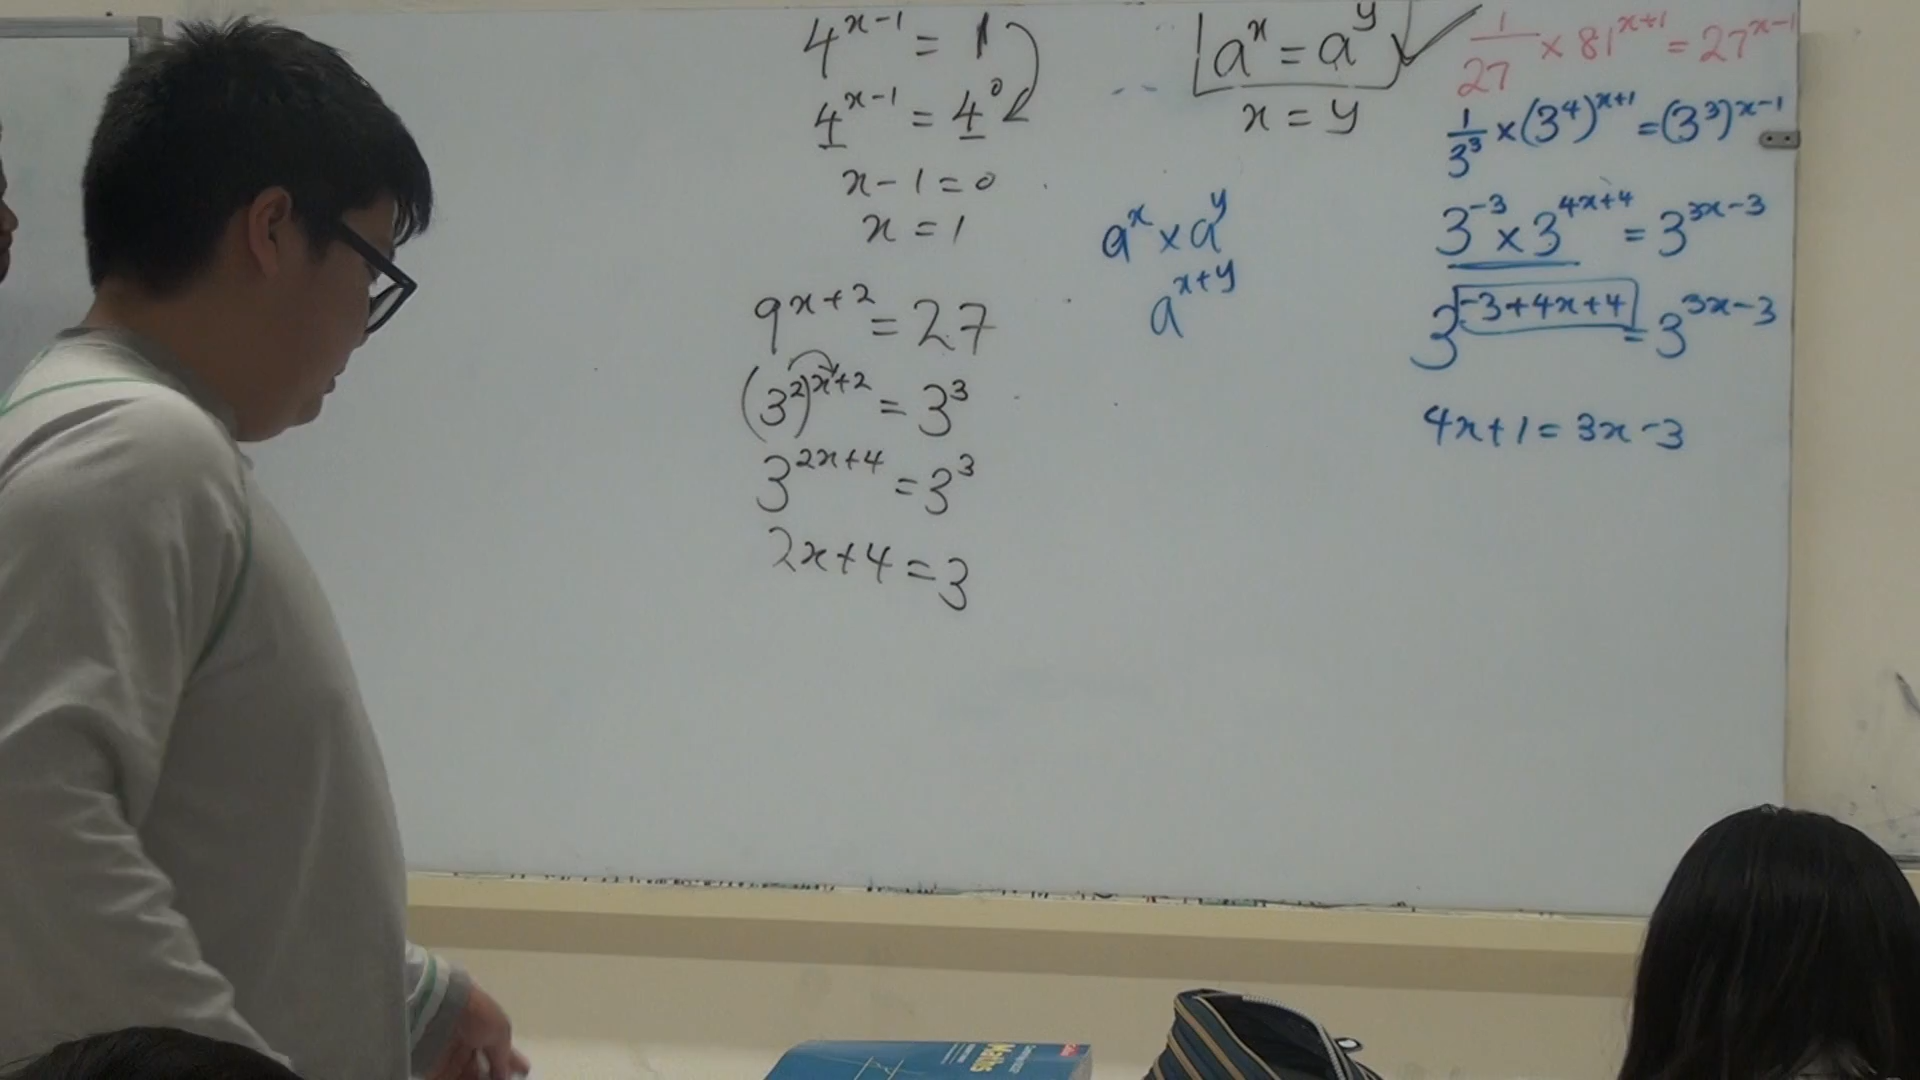 4^{x-1} = 1
4^{x-1} = 4^0
x-1=0
x = 1
9^{x+2} = 27
(3^2)^{x+2} = 3^3
3^{2x+4} = 3^3
2x+4 = 3
a^x = a^y
x = y
a^x × a^y
a^{x+y}
1/27 × 81^{x+1} = 27^{x-1}
1/3^3 × (3^4)^{x+1} = (3^3)^{x-1}
3^{-3} × 3^{4x+4} = 3^{3x-3}
3^{-3+4x+4} = 3^{3x-3}
4x+1 = 3x-3
Maths